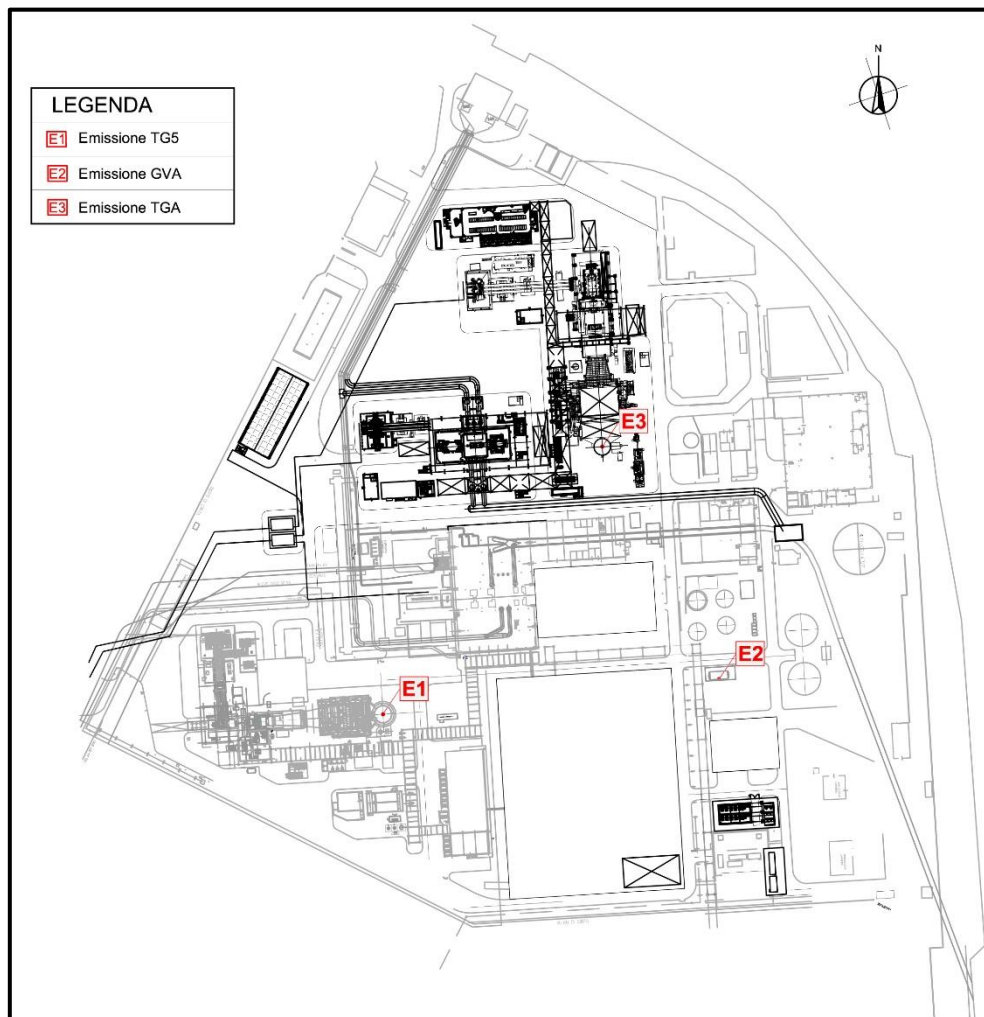 N
LEGENDA
E1 Emissione TG5
E2 Emissione GVA
E3 Emissione TGA
E3
E2
E1